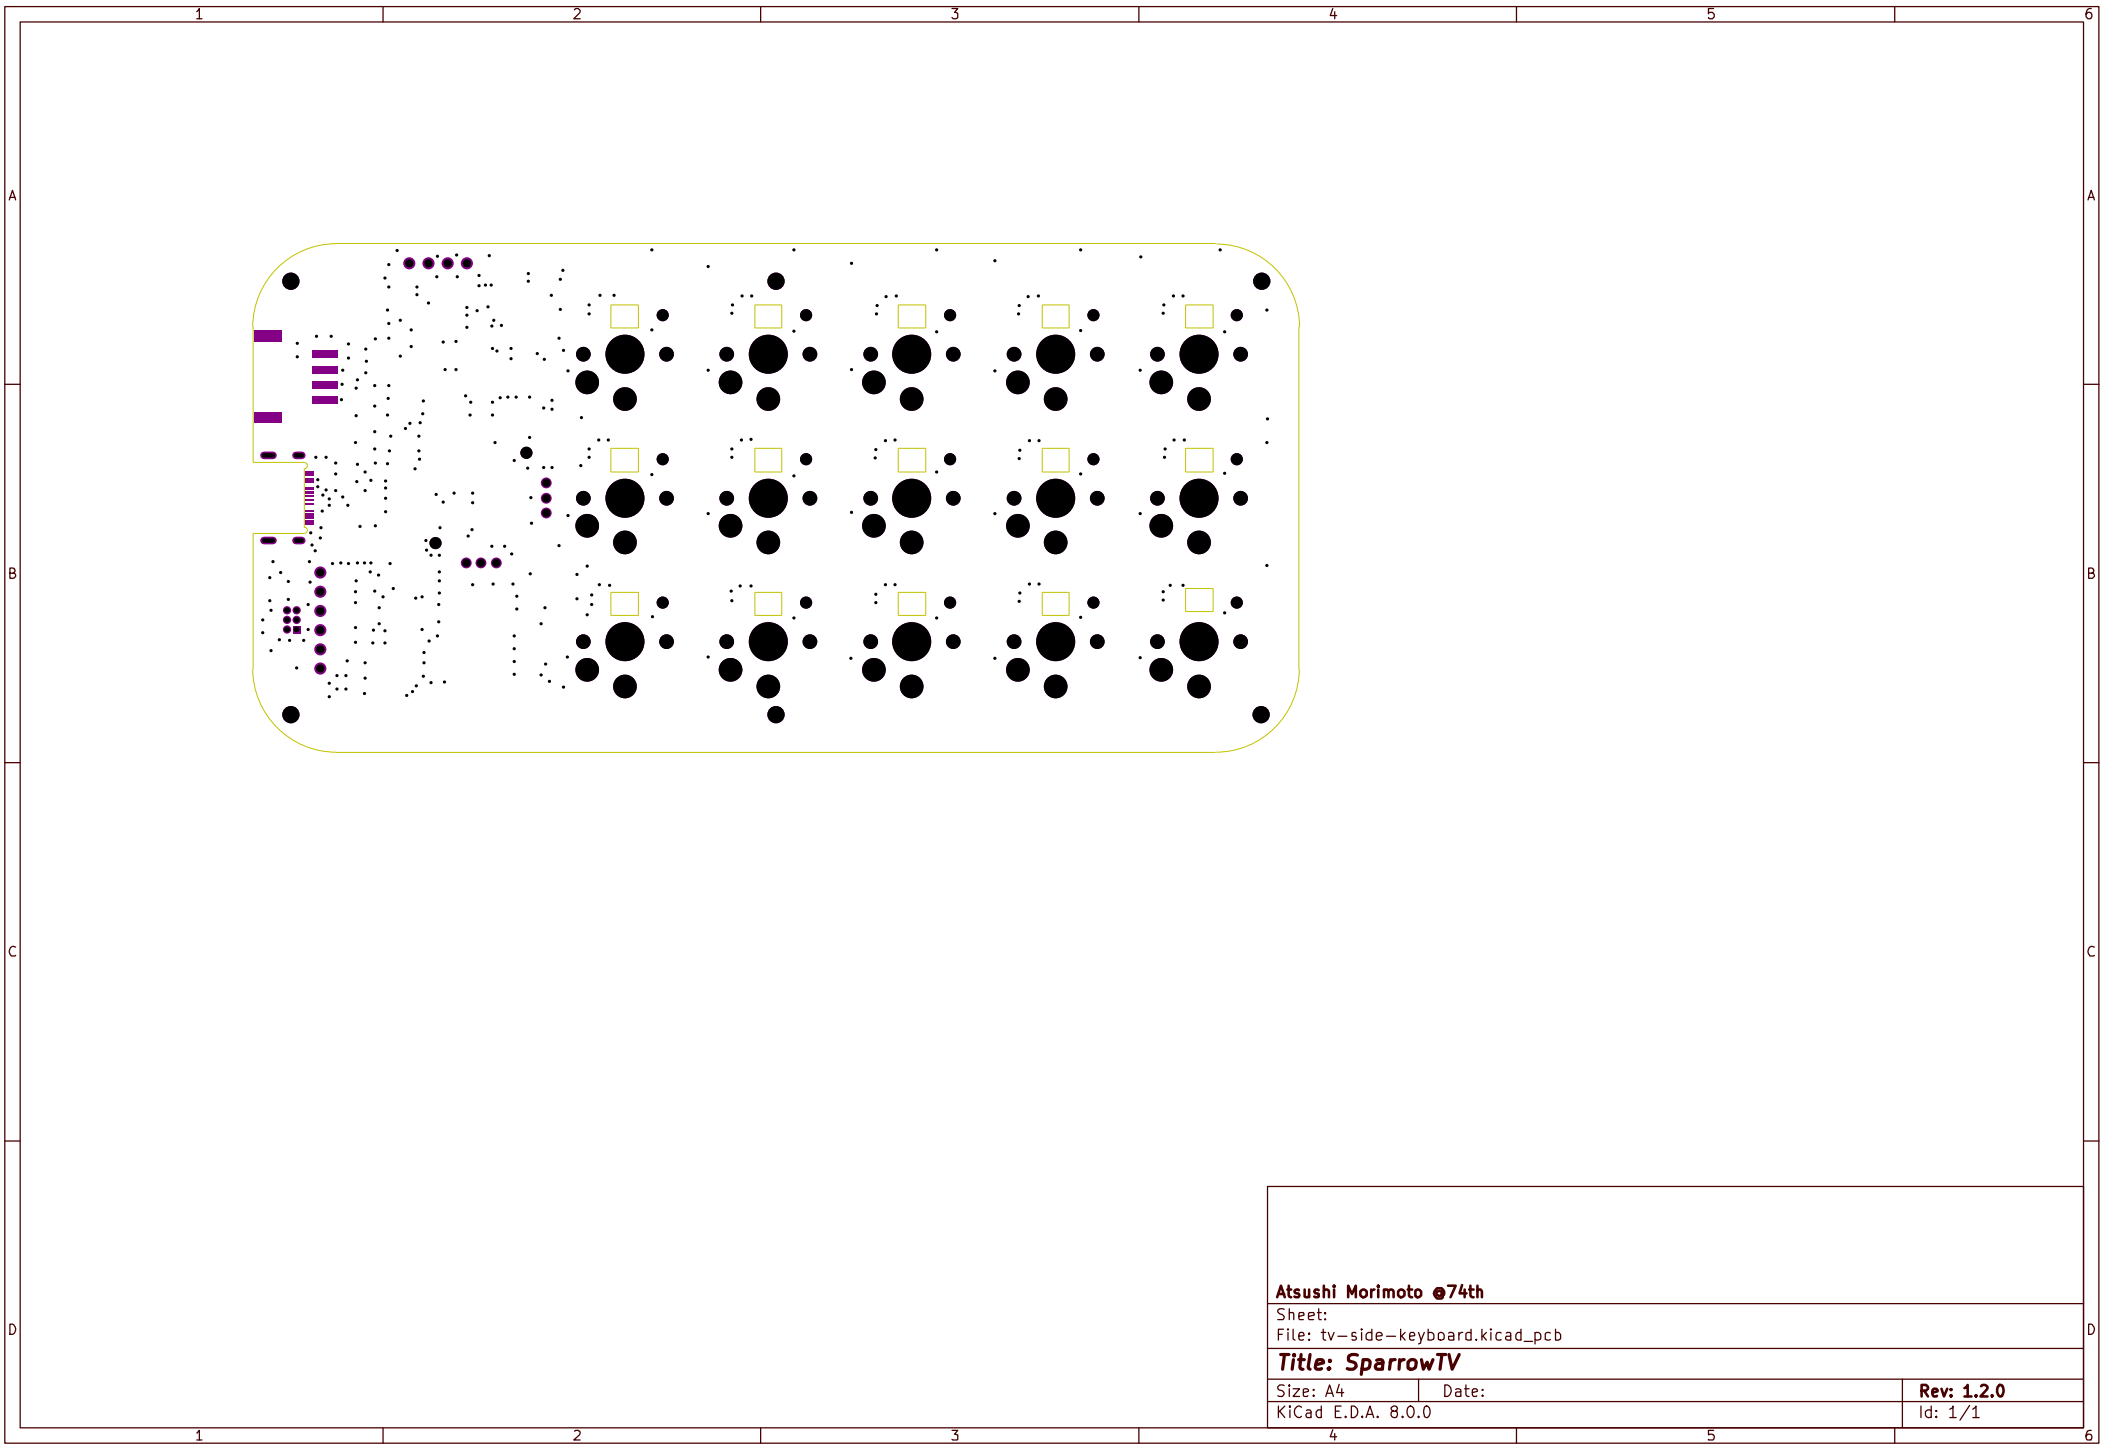 1 2 3 4 5 6
A A
B B
C C
D D
Atsushi Morimoto @74th
Sheet:
File: tv-side-keyboard.kicad_pcb
Title: SparrowTV
Size: A4 Date: Rev: 1.2.0
KiCad E.D.A. 8.0.0 Id: 1/1
1 2 3 4 5 6